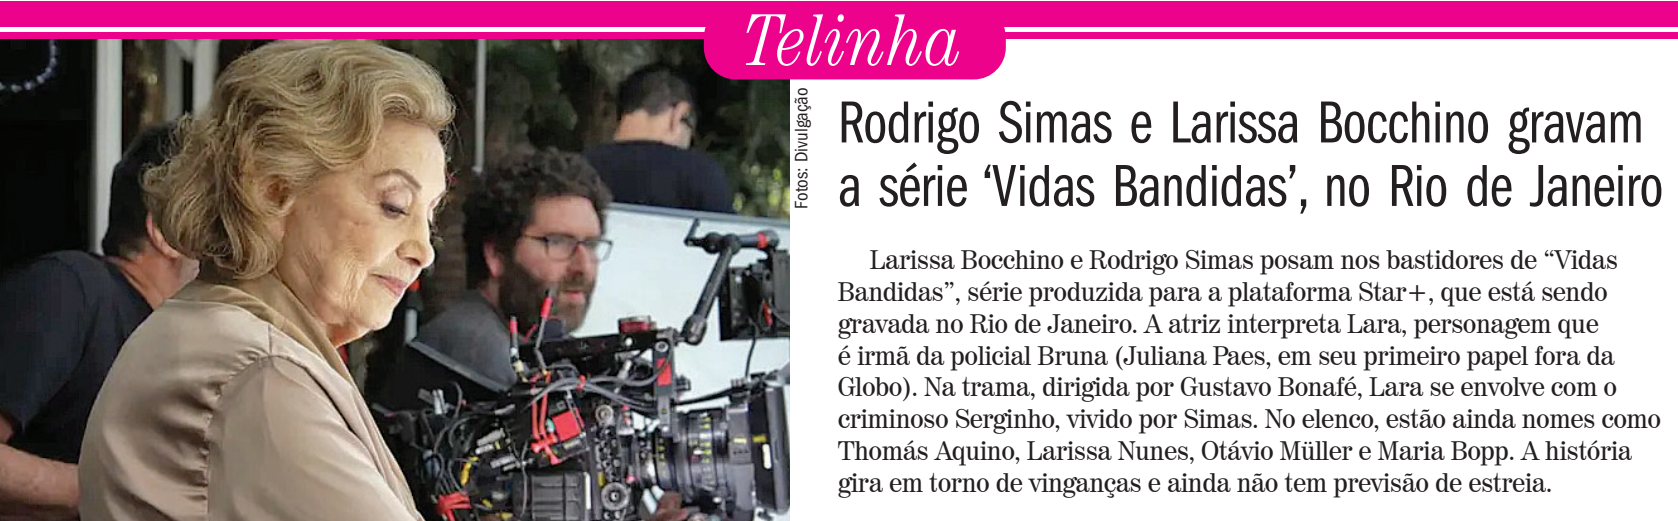 Telinha
Fotos: Divulgação
Rodrigo Simas e Larissa Bocchino gravam
a série ‘Vidas Bandidas’, no Rio de Janeiro
Larissa Bocchino e Rodrigo Simas posam nos bastidores de “Vidas
Bandidas”, série produzida para a plataforma Star+, que está sendo
gravada no Rio de Janeiro. A atriz interpreta Lara, personagem que
é irmã da policial Bruna (Juliana Paes, em seu primeiro papel fora da
Globo). Na trama, dirigida por Gustavo Bonafé, Lara se envolve com o
criminoso Serginho, vivido por Simas. No elenco, estão ainda nomes como
Thomás Aquino, Larissa Nunes, Otávio Müller e Maria Bopp. A história
gira em torno de vinganças e ainda não tem previsão de estreia.